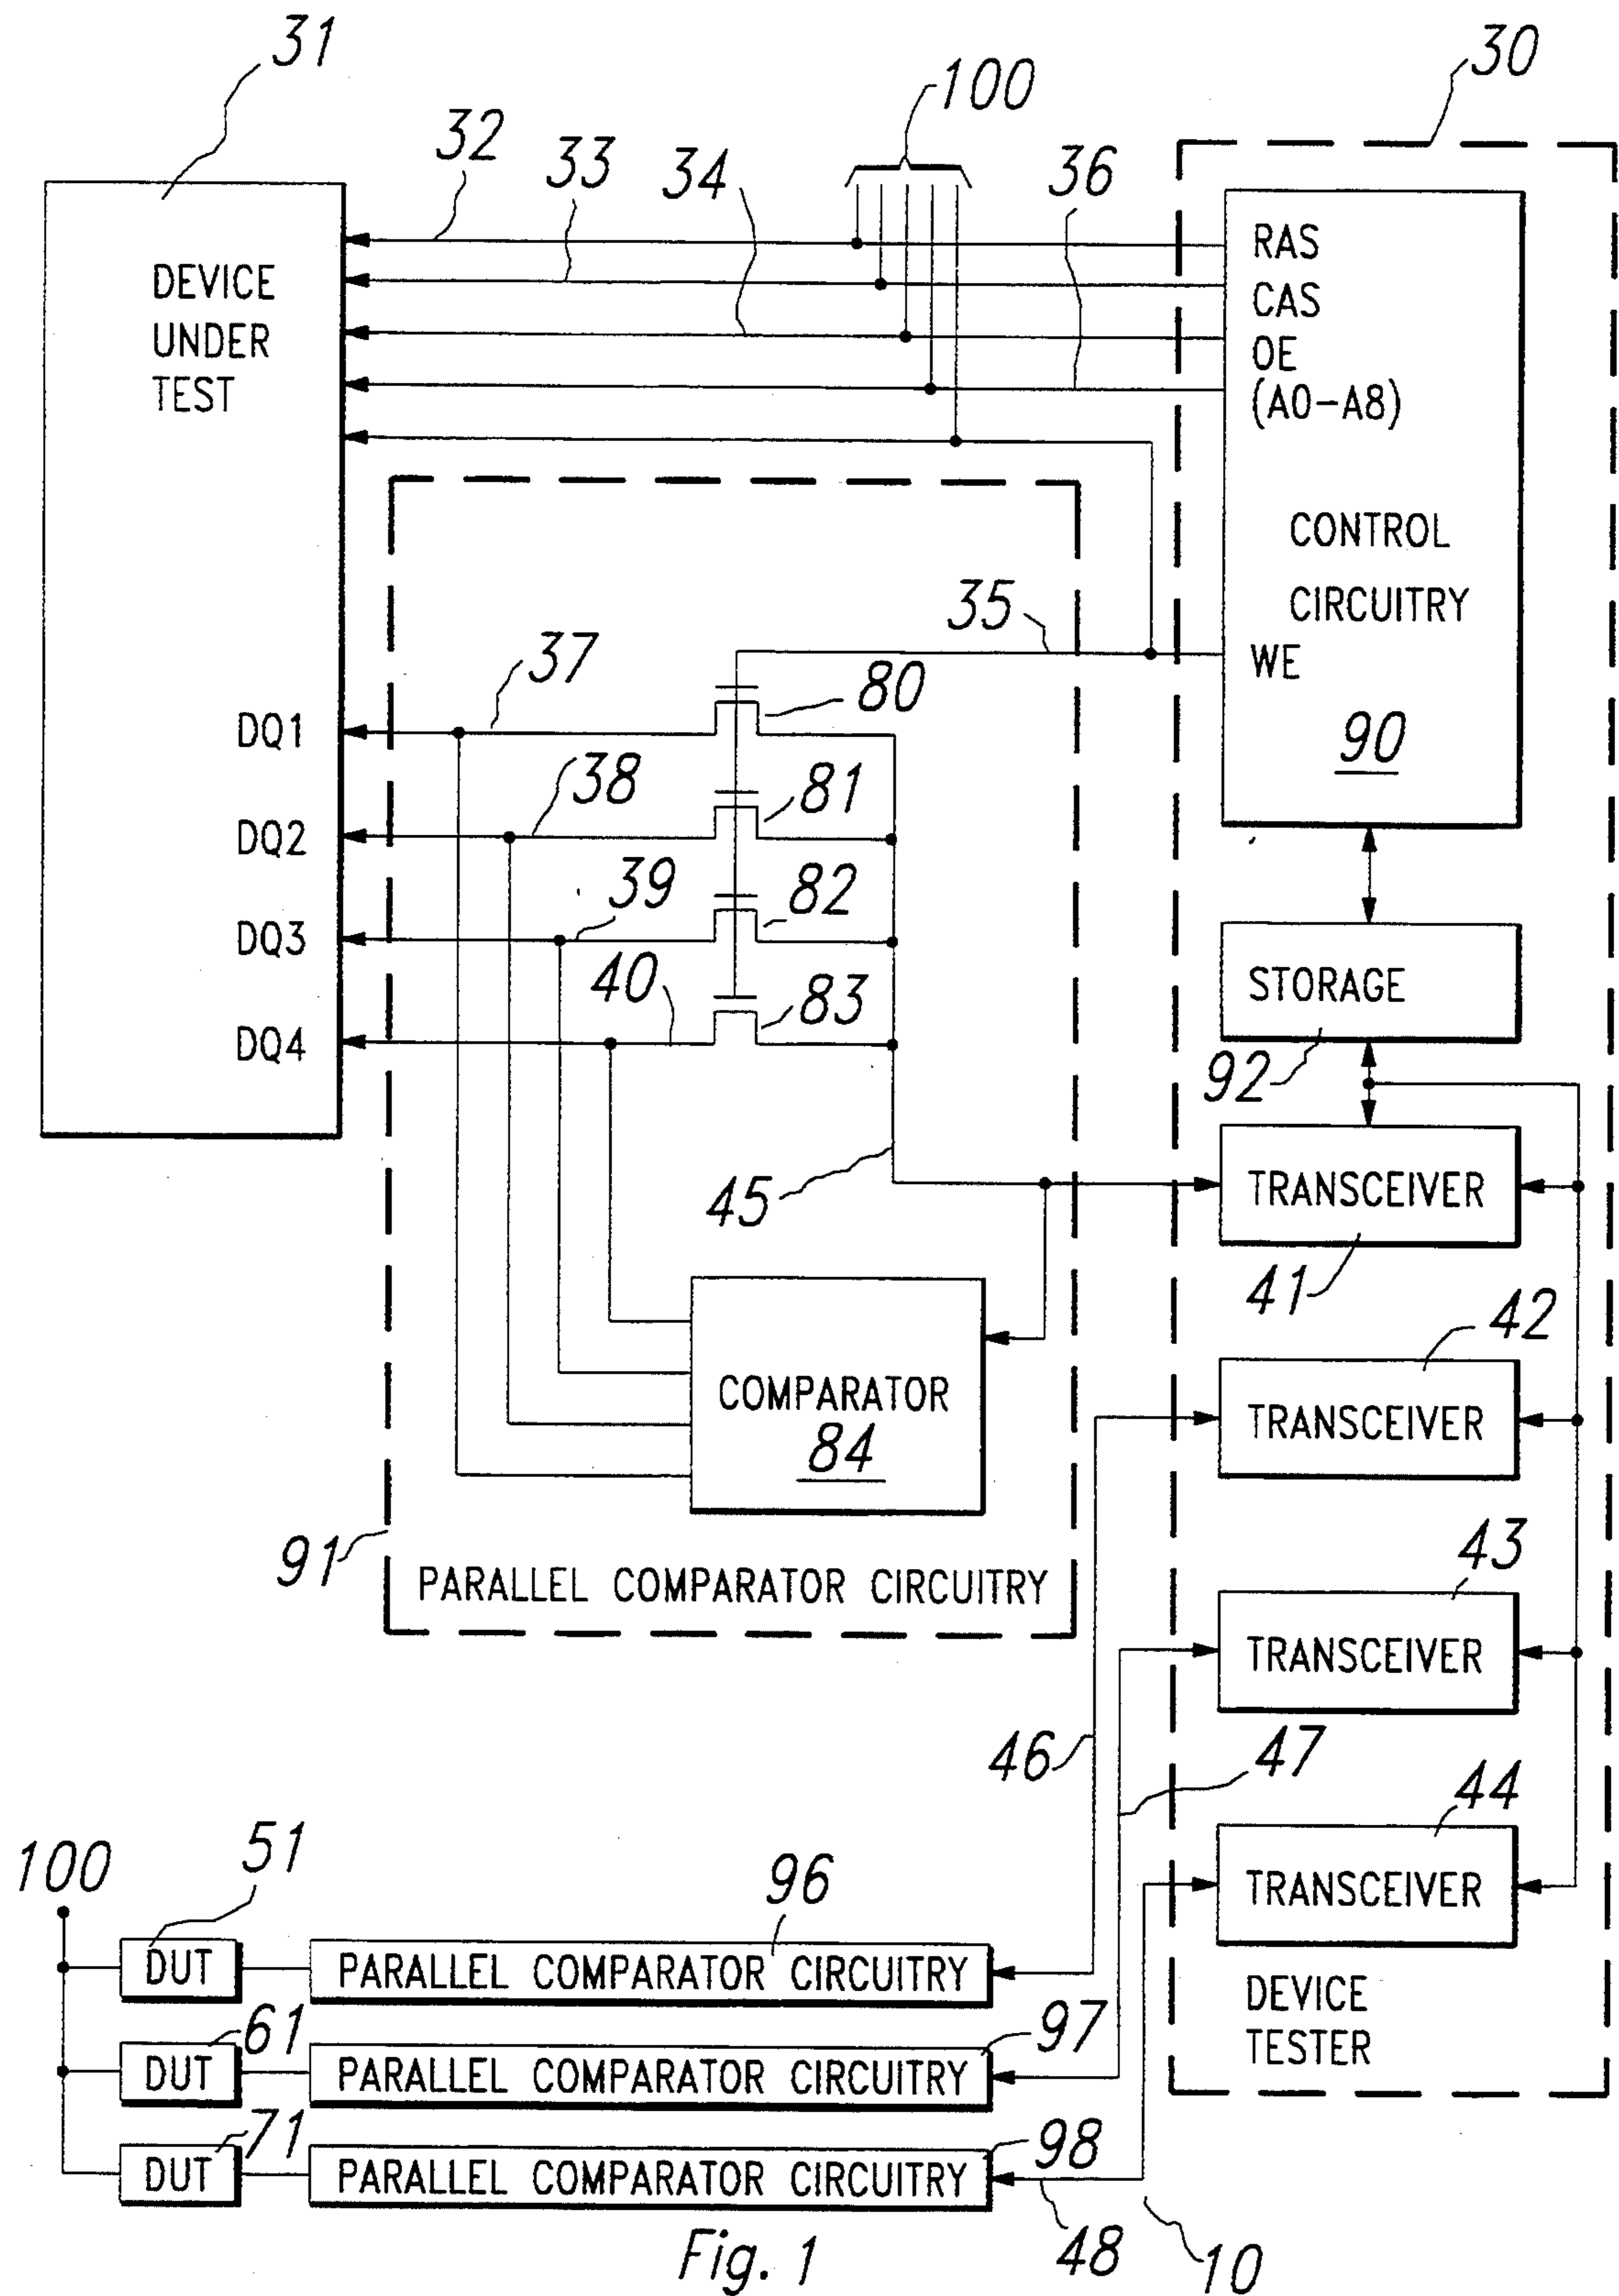 31
30
100
32
33
34
36
RAS
CAS
OE
(A0-A8)
DEVICE
UNDER
TEST
CONTROL
CIRCUITRY
35
WE
90
37
80
DQ1
38
81
DQ2
39
82
DQ3
40
83
DQ4
STORAGE
92
45
TRANSCEIVER
41
42
COMPARATOR
84
TRANSCEIVER
91
PARALLEL COMPARATOR CIRCUITRY
43
TRANSCEIVER
46
47
44
TRANSCEIVER
100
51
96
DUT
PARALLEL COMPARATOR CIRCUITRY
DEVICE
TESTER
61
97
DUT
PARALLEL COMPARATOR CIRCUITRY
71
98
DUT
PARALLEL COMPARATOR CIRCUITRY
48
10
Fig. 1